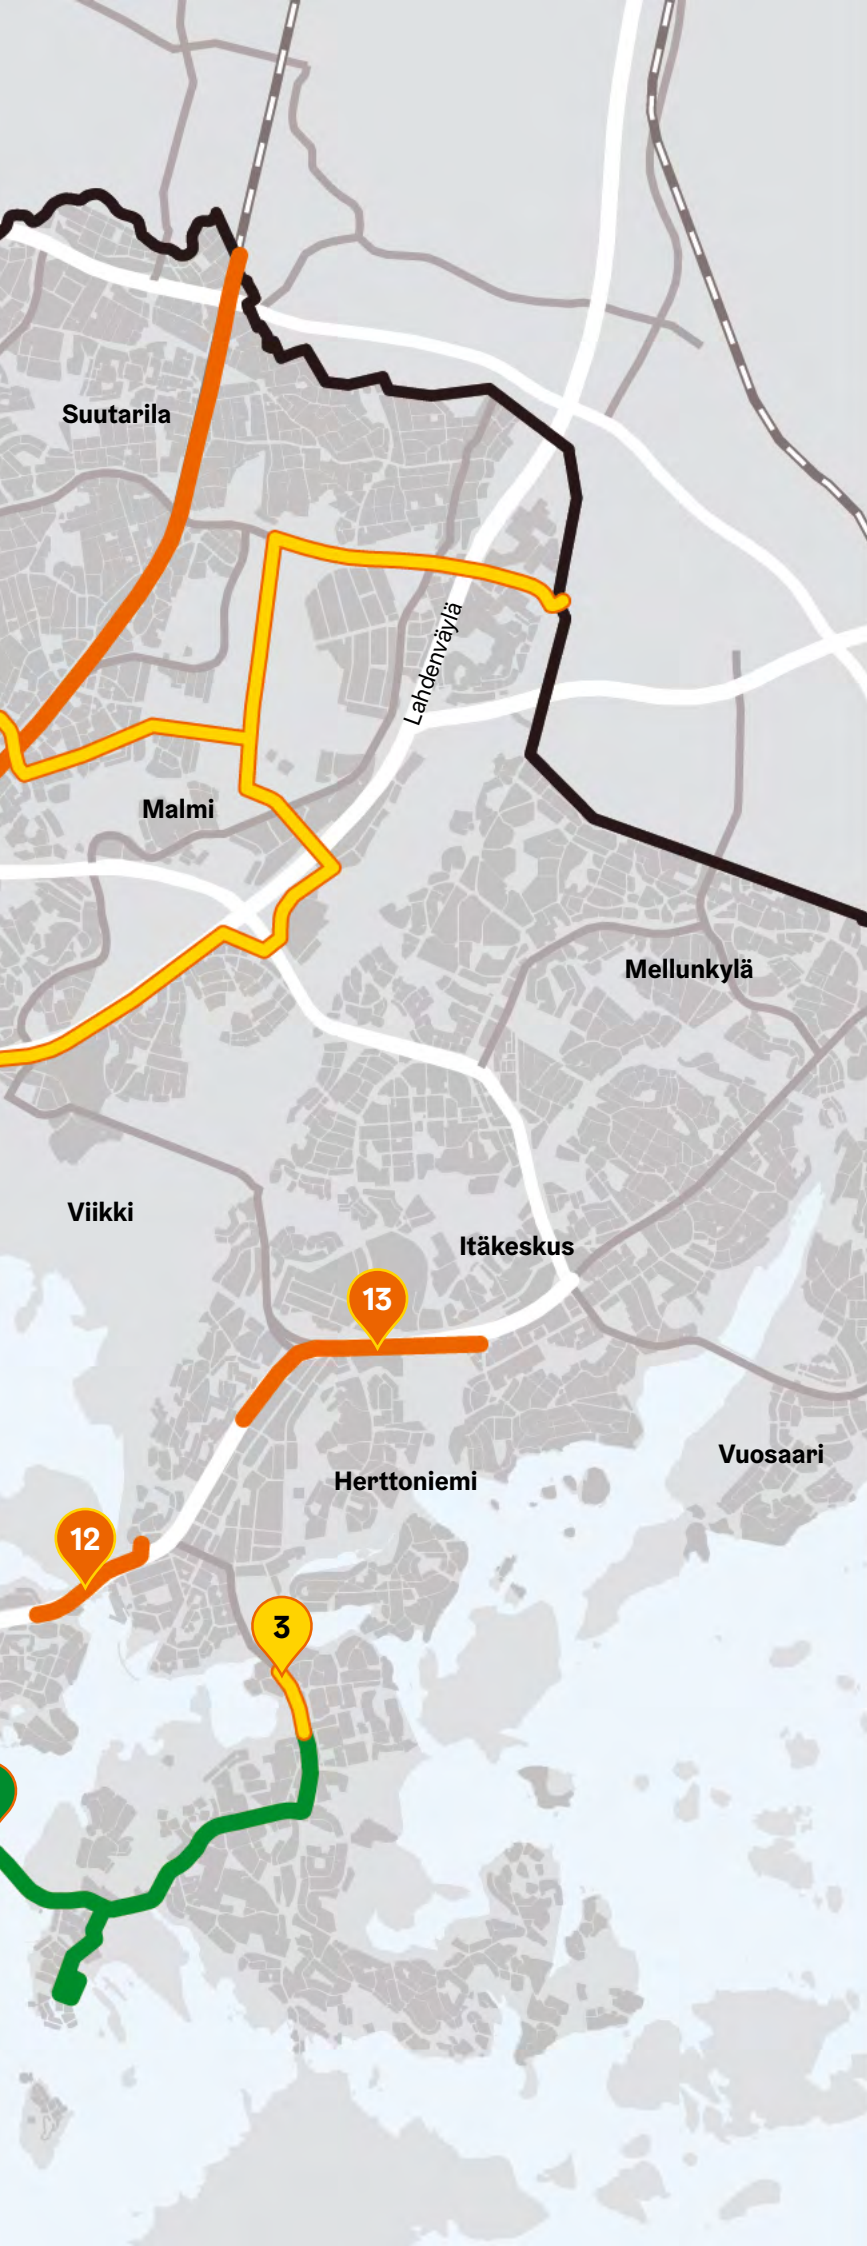 Suutarila
Lahdenväylä
Malmi
Mellunkylä
Viikki
Itäkeskus
13
Vuosaari
Herttoniemi
12
3